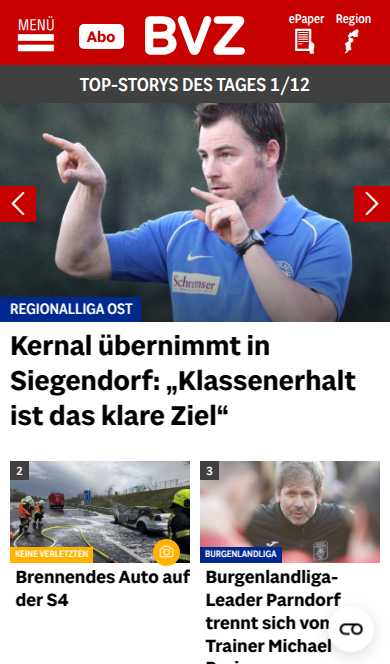 MENÜ
Abo
BVZ
ePaper
Region
TOP-STORYS DES TAGES 1/12
Schremser
REGIONALLIGA OST
Kernal übernimmt in
Siegendorf: „Klassenerhalt
ist das klare Ziel“
2
KEINE VERLETZTEN
Brennendes Auto auf
der S4
3
BURGENLANDLIGA
Burgenlandliga-
Leader Parndorf
trennt sich von
Trainer Michael